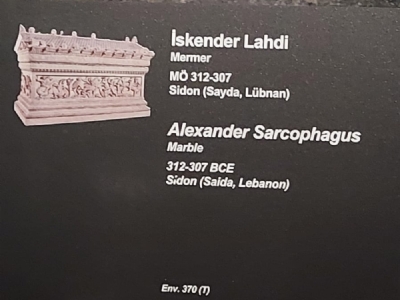 İskender Lahdi
Mermer
MÖ 312-307
Sidon (Sayda, Lübnan)
Alexander Sarcophagus
Marble
312-307 BCE
Sidon (Saida, Lebanon)
Env. 370 (T)